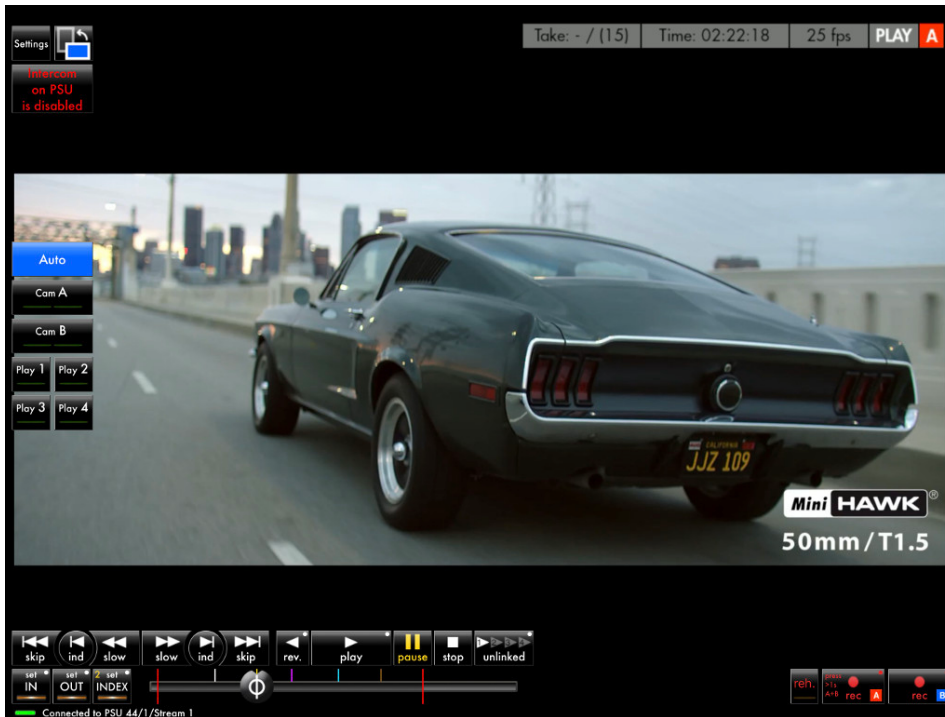 Settings
Take: - / (15) Time: 02:22:18 25 fps PLAY A
Intercom
on PSU
is disabled
Auto
Cam A
Cam B
Play 1 Play 2
Play 3 Play 4
CALIFORNIA
JJZ 109
Mini HAWK®
50mm/T1.5
skip ind slow slow ind skip rev. play pause stop unlinked
set IN set OUT 2 set INDEX
reh. press >1s A+B rec A rec B
Connected to PSU 44/1/Stream 1